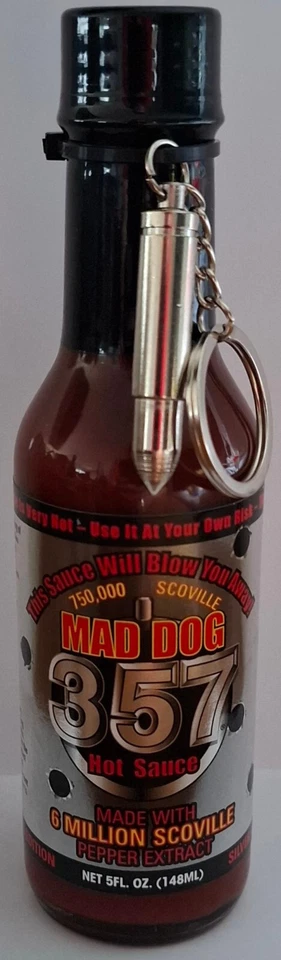 Very Hot - Use It At Your Own Risk -
This Sauce Will Blow You Away!
750,000 SCOVILLE
MAD DOG
357
Hot Sauce
MADE WITH
6 MILLION SCOVILLE
PEPPER EXTRACT
NET 5FL. OZ. (148ML)